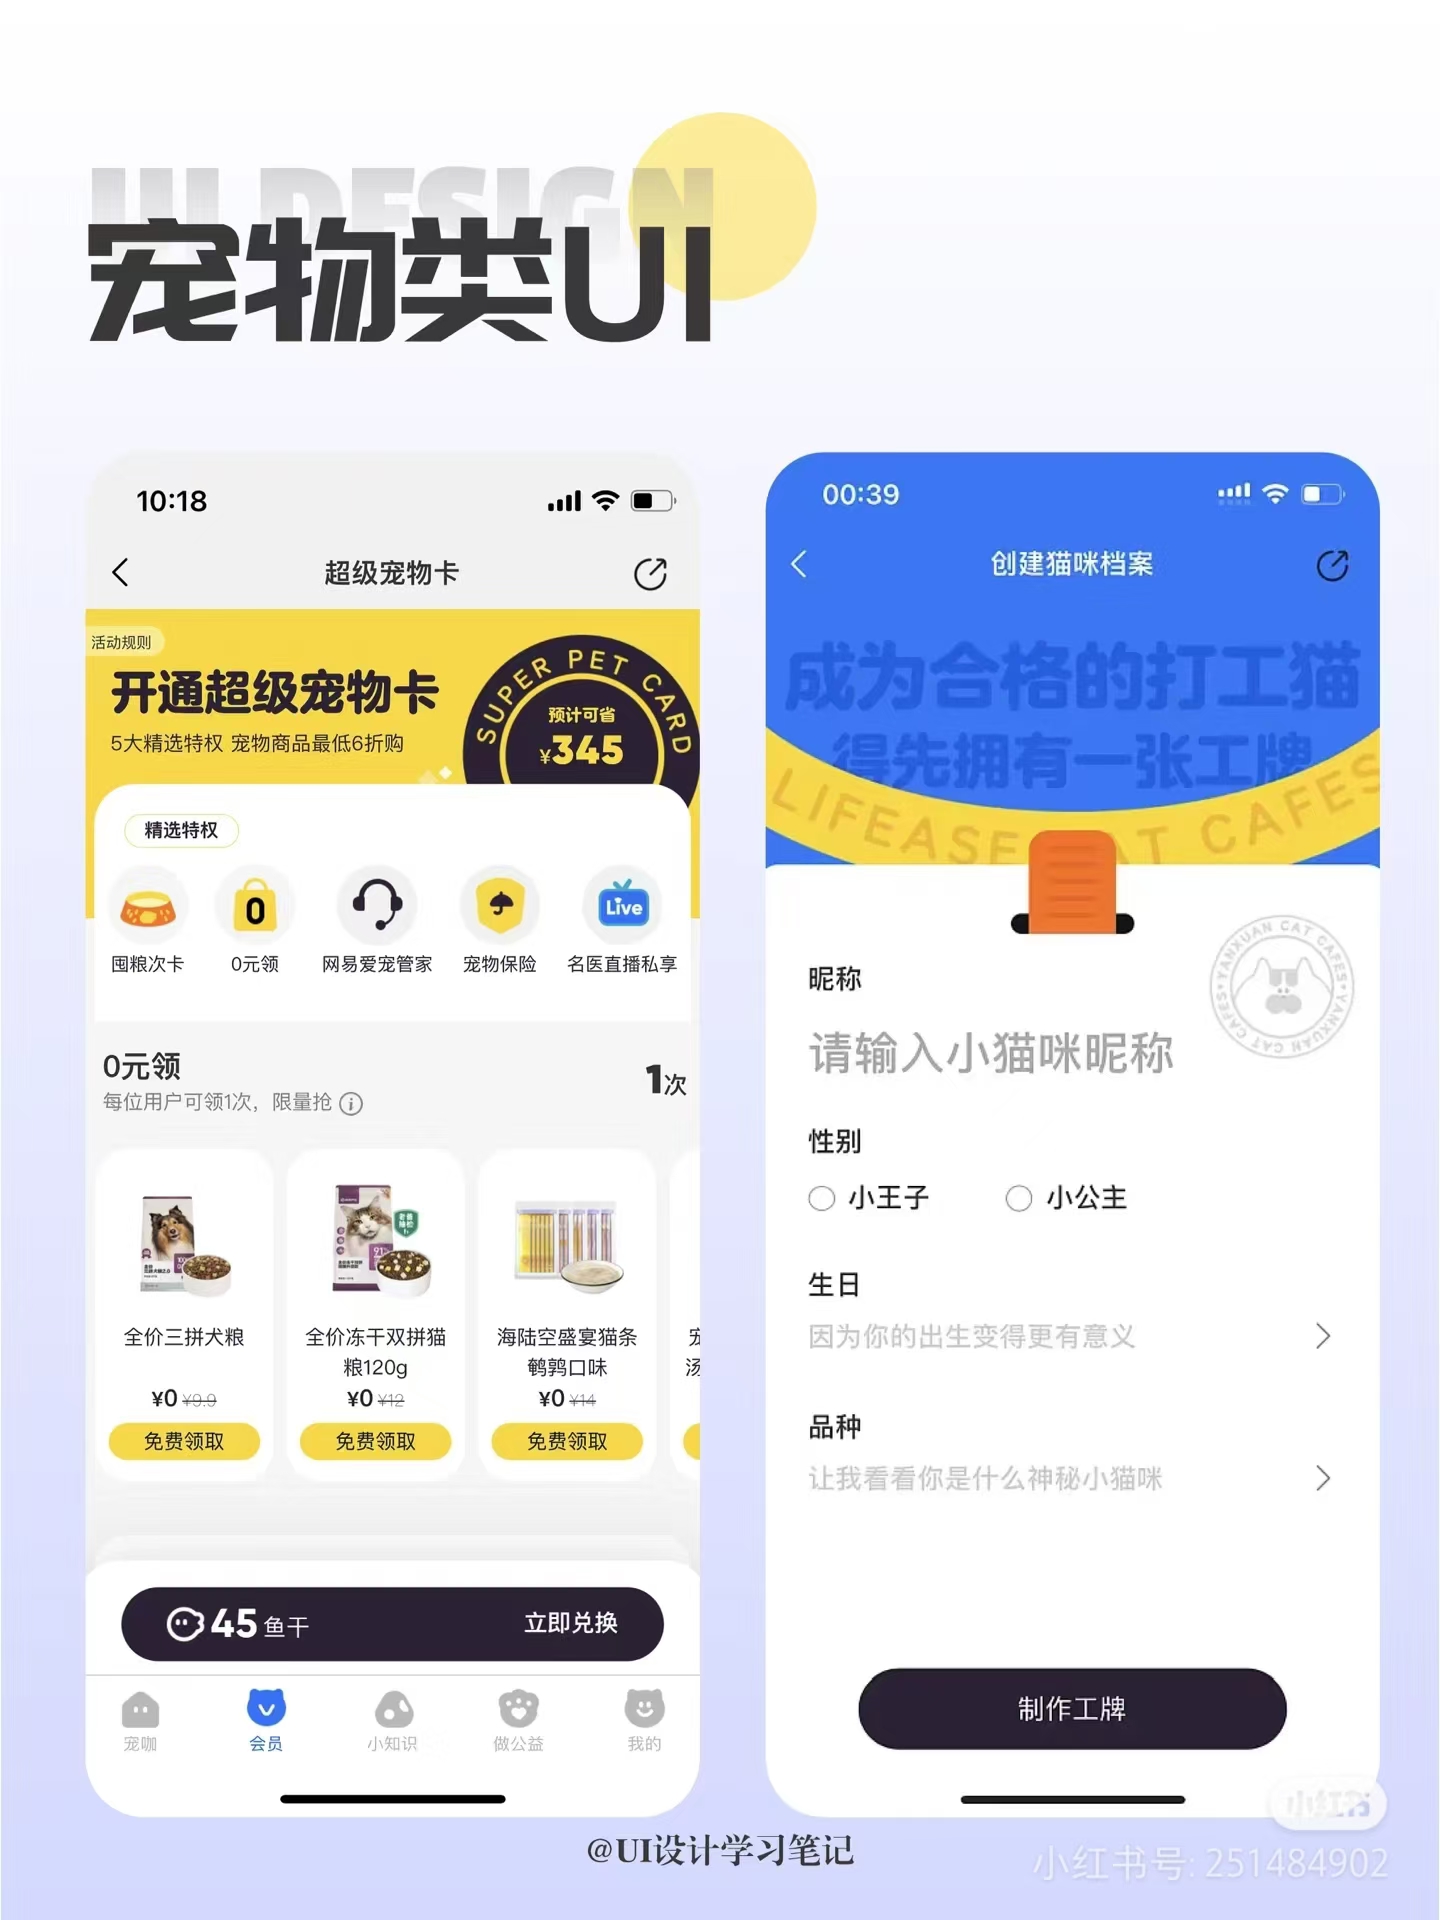 UI DESIGN
宠物类UI
10:18
超级宠物卡
活动规则
开通超级宠物卡
5大精选特权 宠物商品最低6折购
SUPER PET CARD
预计可省
¥345
精选特权
0
Live
囤粮次卡
0元领
网易爱宠管家
宠物保险
名医直播私享
0元领
每位用户可领1次，限量抢
1次
全价三拼犬粮
¥0 ¥9.9
免费领取
全价冻干双拼猫
粮120g
¥0 ¥12
免费领取
海陆空盛宴猫条
鹌鹑口味
¥0 ¥14
免费领取
45 鱼干
立即兑换
宠咖
会员
小知识
做公益
我的
00:39
创建猫咪档案
成为合格的打工猫
得先拥有一张工牌
LIFEASE CAT CAFES
YANXUAN CAT CAFES·YANXUAN CAT CAFES·
昵称
请输入小猫咪昵称
性别
小王子
小公主
生日
因为你的出生变得更有意义
品种
让我看看你是什么神秘小猫咪
制作工牌
@UI设计学习笔记
小红书
小红书号: 251484902